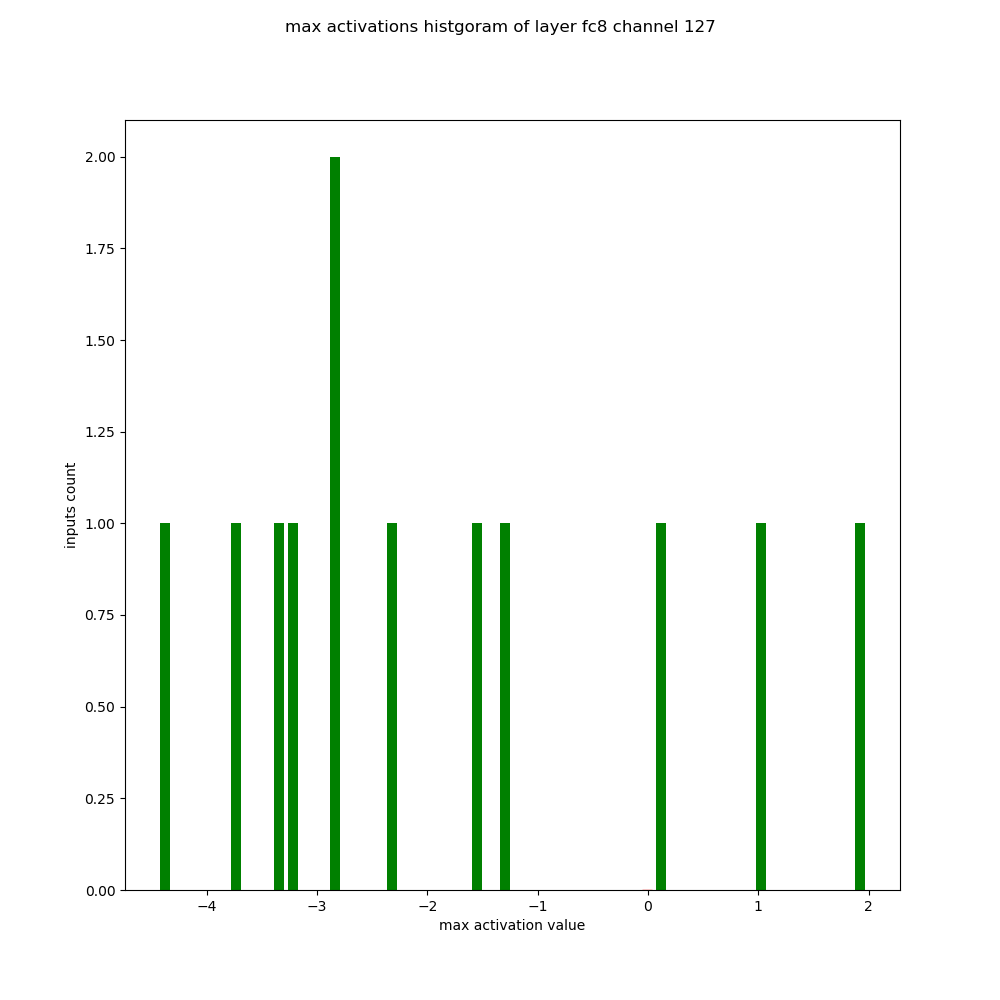 max activations histgoram of layer fc8 channel 127
2.00
1.75
1.50
1.25
1.00
0.75
0.50
0.25
0.00
inputs count
−4 −3 −2 −1 0 1 2
max activation value